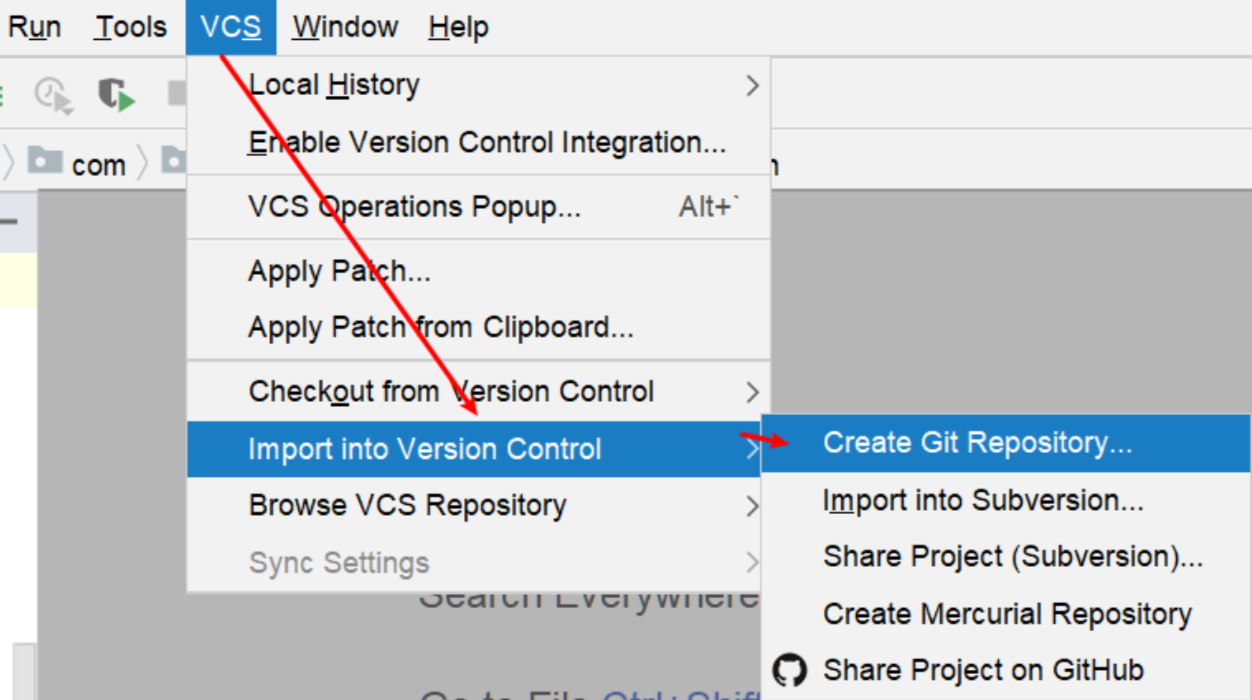 Run Tools VCS Window Help
Local History
Enable Version Control Integration...
com
VCS Operations Popup... Alt+`
Apply Patch...
Apply Patch from Clipboard...
Checkout from Version Control
Import into Version Control
Create Git Repository...
Browse VCS Repository
Import into Subversion...
Sync Settings
Share Project (Subversion)...
Search Everywhere
Create Mercurial Repository
Share Project on GitHub
Go to File Ctrl+Shift